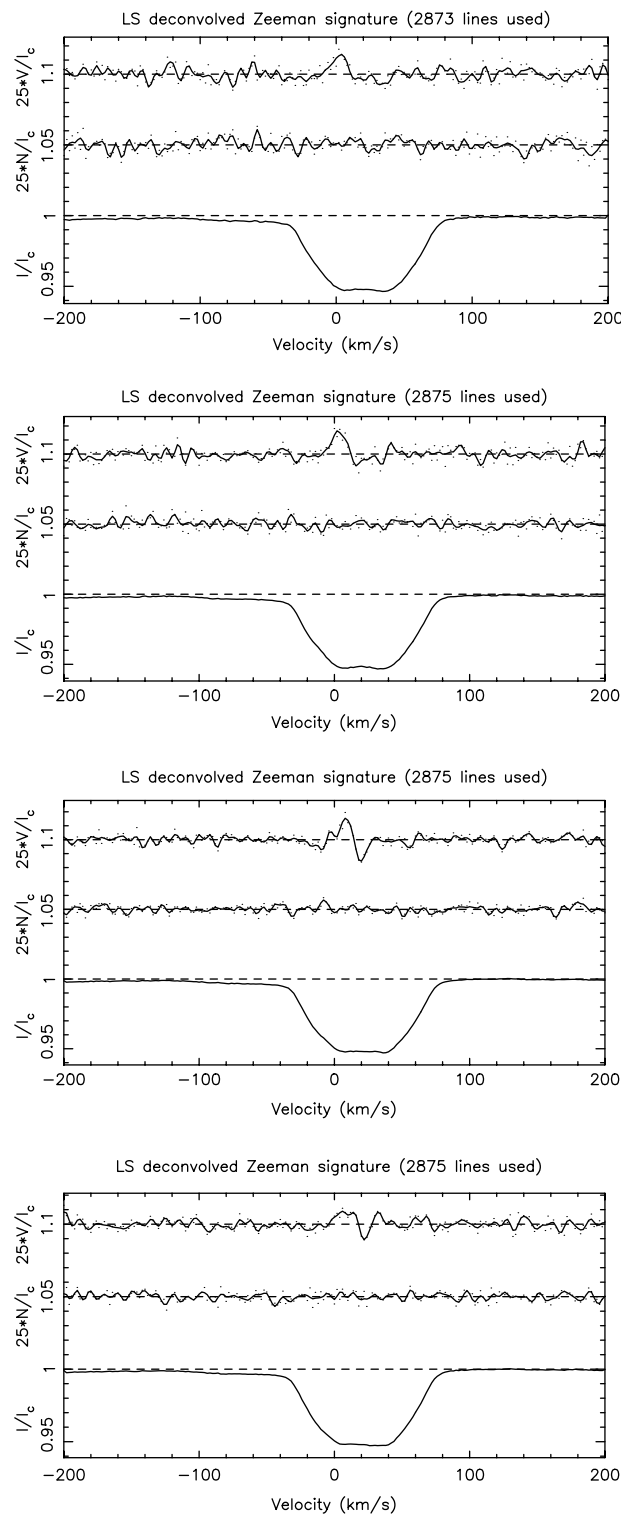 LS deconvolved Zeeman signature (2873 lines used)
25*V/Ic
1.1
25*N/Ic
1.05
1
I/Ic
0.95
−200 −100 0 100 200
Velocity (km/s)
LS deconvolved Zeeman signature (2875 lines used)
25*V/Ic
1.1
25*N/Ic
1.05
1
I/Ic
0.95
−200 −100 0 100 200
Velocity (km/s)
LS deconvolved Zeeman signature (2875 lines used)
25*V/Ic
1.1
25*N/Ic
1.05
1
I/Ic
0.95
−200 −100 0 100 200
Velocity (km/s)
LS deconvolved Zeeman signature (2875 lines used)
25*V/Ic
1.1
25*N/Ic
1.05
1
I/Ic
0.95
−200 −100 0 100 200
Velocity (km/s)